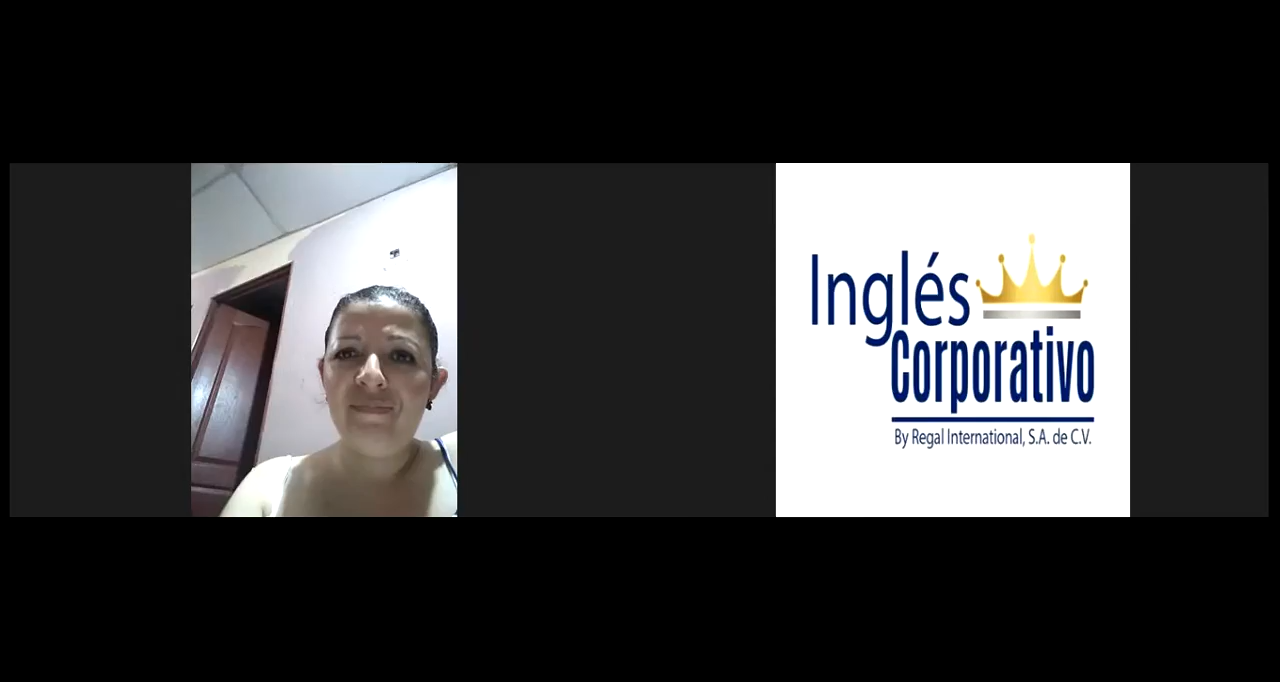 Inglés
Corporativo
By Regal International, S.A. de C.V.